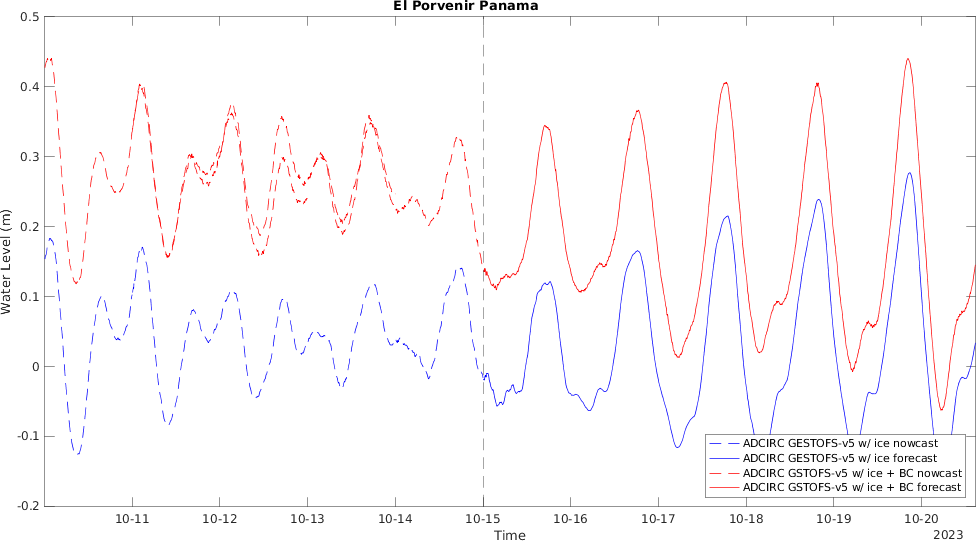 El Porvenir Panama
0.5
0.4
0.3
0.2
0.1
0
-0.1
-0.2
Water Level (m)
ADCIRC GESTOFS-v5 w/ ice nowcast
ADCIRC GESTOFS-v5 w/ ice forecast
ADCIRC GSTOFS-v5 w/ ice + BC nowcast
ADCIRC GSTOFS-v5 w/ ice + BC forecast
10-11 10-12 10-13 10-14 10-15 10-16 10-17 10-18 10-19 10-20
Time
2023